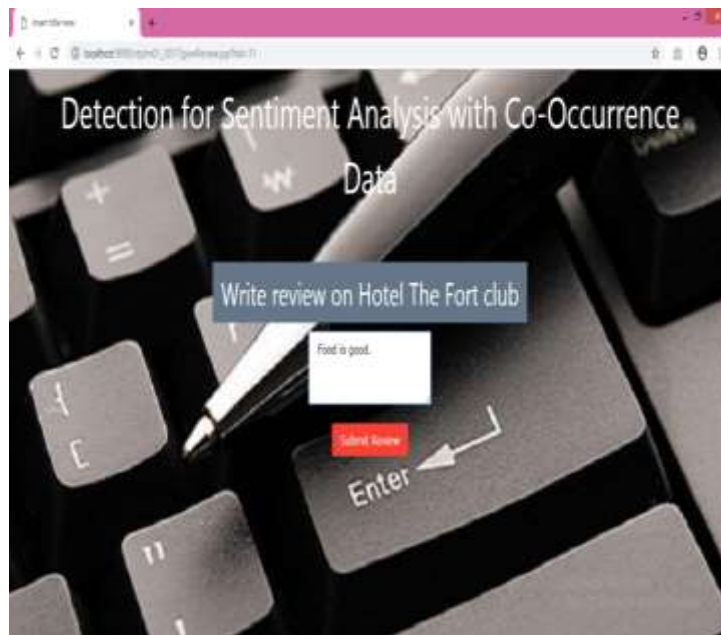 Detection for Sentiment Analysis with Co-Occurrence
Data
Write review on Hotel The Fort club
Food is good.
Submit Review
Enter
+
=
₩
{
[
"